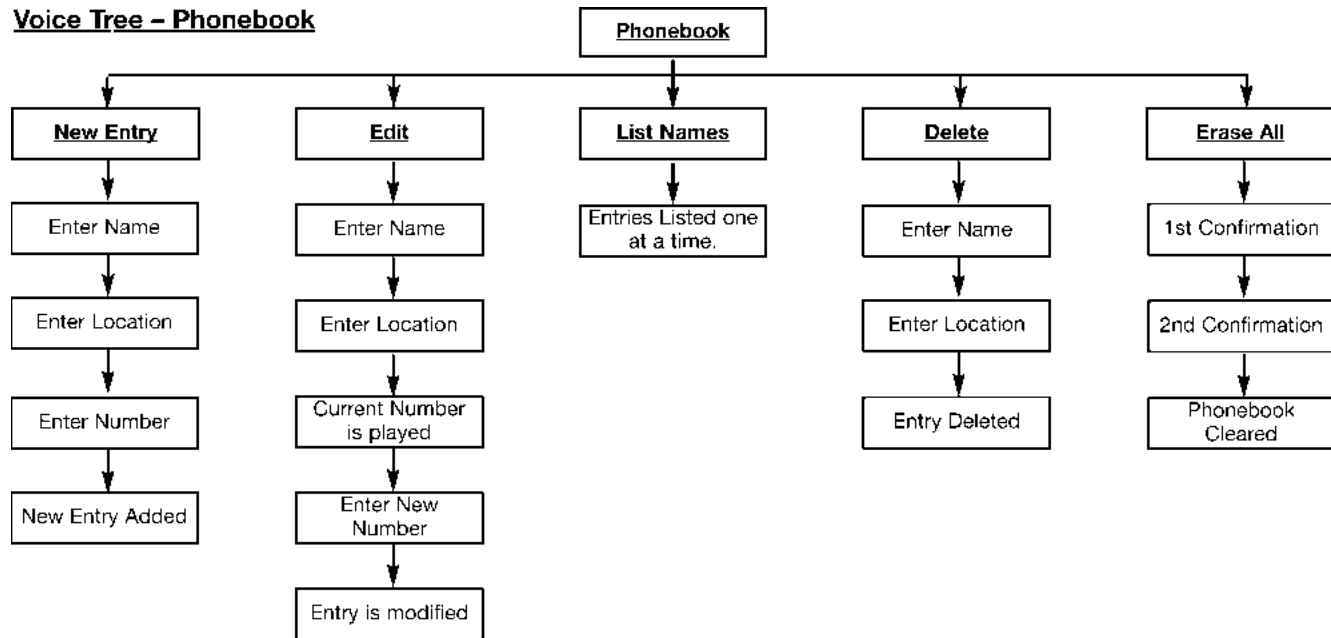 Voice Tree – Phonebook
Phonebook
New Entry
Edit
List Names
Delete
Erase All
Enter Name
Enter Name
Entries Listed one
at a time.
Enter Name
1st Confirmation
Enter Location
Enter Location
Enter Location
2nd Confirmation
Enter Number
Current Number
is played
Entry Deleted
Phonebook
Cleared
New Entry Added
Enter New
Number
Entry is modified